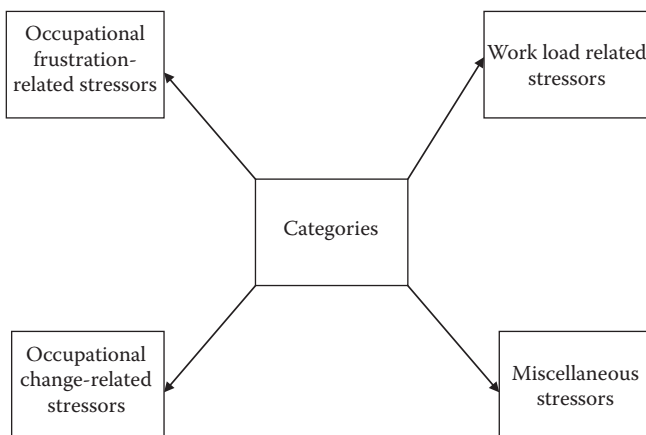 Occupational
frustration-
related stressors
Work load related
stressors
Categories
Occupational
change-related
stressors
Miscellaneous
stressors